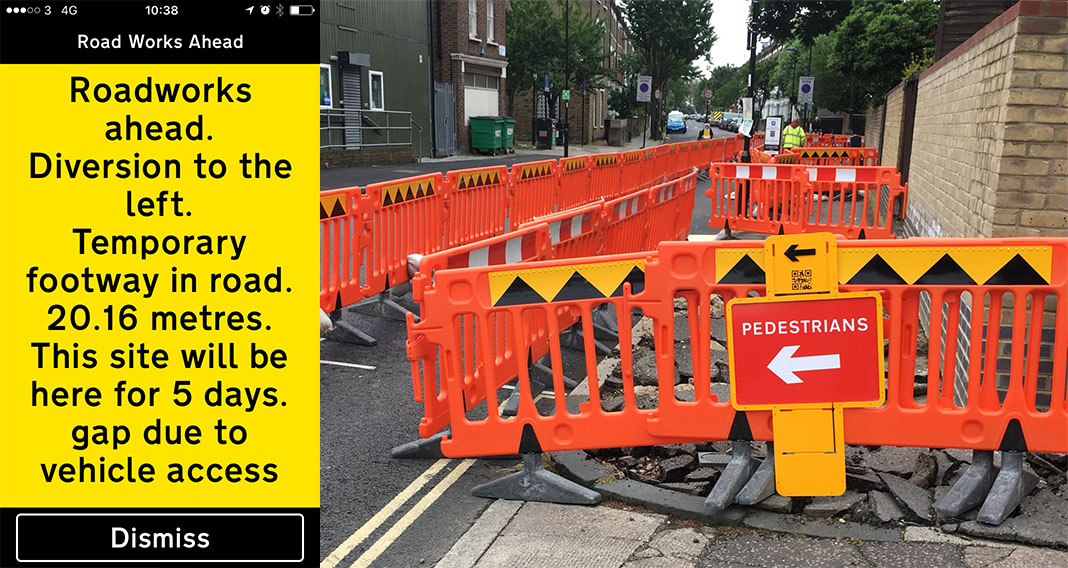 3 4G 10:38
Road Works Ahead
Roadworks
ahead.
Diversion to the
left.
Temporary
footway in road.
20.16 metres.
This site will be
here for 5 days.
gap due to
vehicle access
Dismiss
PEDESTRIANS